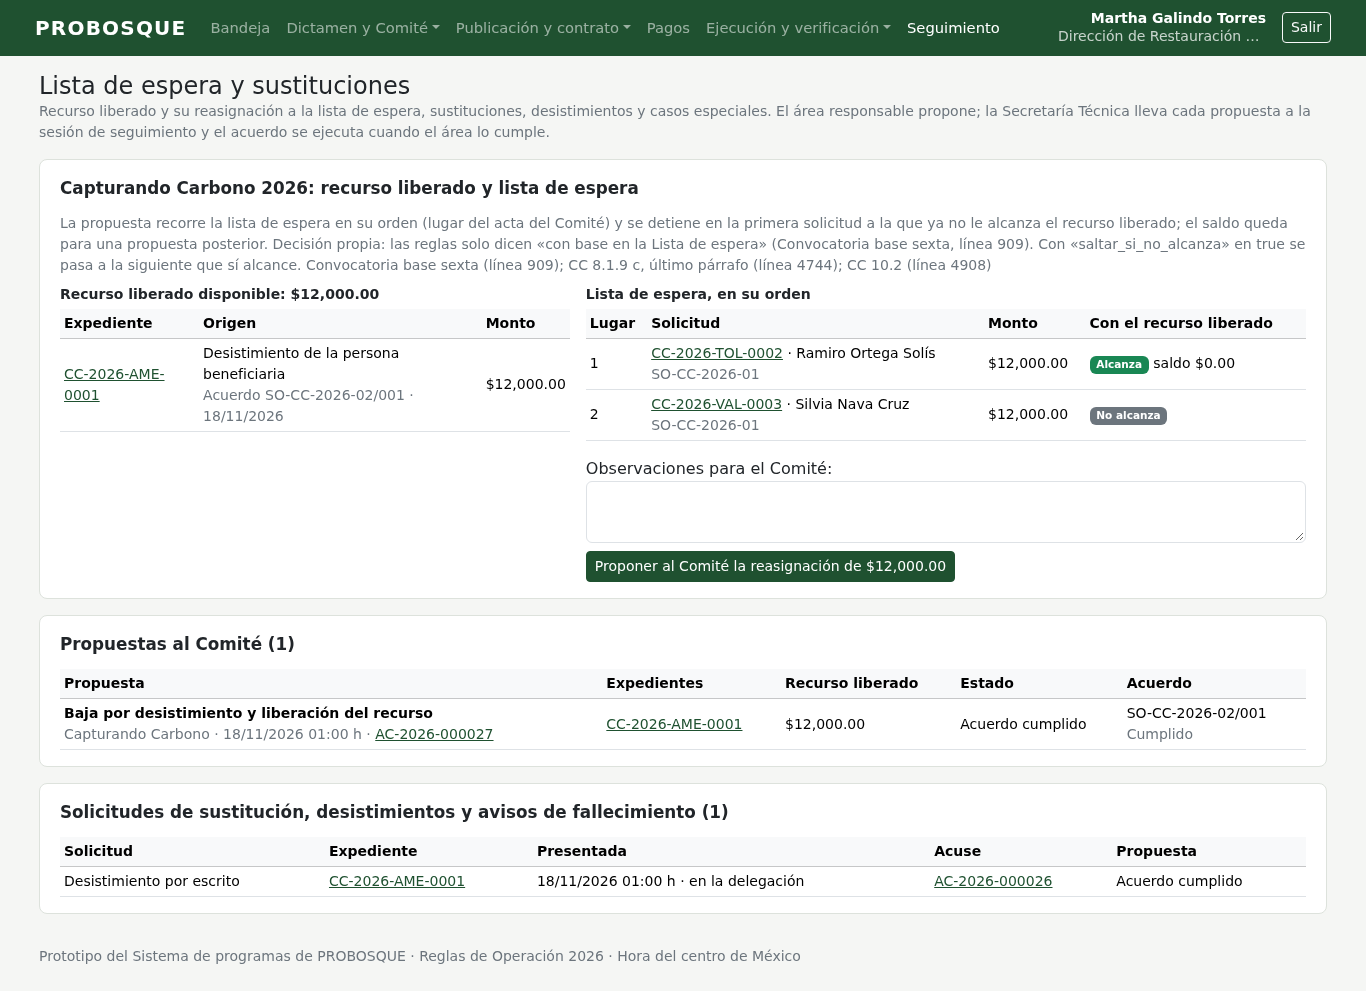 PROBOSQUE Bandeja Dictamen y Comité Publicación y contrato Pagos Ejecución y verificación Seguimiento Martha Galindo Torres Dirección de Restauración ... Salir
Lista de espera y sustituciones
Recurso liberado y su reasignación a la lista de espera, sustituciones, desistimientos y casos especiales. El área responsable propone; la Secretaría Técnica lleva cada propuesta a la
sesión de seguimiento y el acuerdo se ejecuta cuando el área lo cumple.
Capturando Carbono 2026: recurso liberado y lista de espera
La propuesta recorre la lista de espera en su orden (lugar del acta del Comité) y se detiene en la primera solicitud a la que ya no le alcanza el recurso liberado; el saldo queda
para una propuesta posterior. Decisión propia: las reglas solo dicen «con base en la Lista de espera» (Convocatoria base sexta, línea 909). Con «saltar_si_no_alcanza» en true se
pasa a la siguiente que sí alcance. Convocatoria base sexta (línea 909); CC 8.1.9 c, último párrafo (línea 4744); CC 10.2 (línea 4908)
Recurso liberado disponible: $12,000.00
Expediente Origen Monto
CC-2026-AME-0001 Desistimiento de la persona beneficiaria $12,000.00
Acuerdo SO-CC-2026-02/001 · 18/11/2026
Lista de espera, en su orden
Lugar Solicitud Monto Con el recurso liberado
1 CC-2026-TOL-0002 · Ramiro Ortega Solís $12,000.00 Alcanza saldo $0.00
SO-CC-2026-01
2 CC-2026-VAL-0003 · Silvia Nava Cruz $12,000.00 No alcanza
SO-CC-2026-01
Observaciones para el Comité:
Proponer al Comité la reasignación de $12,000.00
Propuestas al Comité (1)
Propuesta Expedientes Recurso liberado Estado Acuerdo
Baja por desistimiento y liberación del recurso CC-2026-AME-0001 $12,000.00 Acuerdo cumplido SO-CC-2026-02/001
Capturando Carbono · 18/11/2026 01:00 h · AC-2026-000027 Cumplido
Solicitudes de sustitución, desistimientos y avisos de fallecimiento (1)
Solicitud Expediente Presentada Acuse Propuesta
Desistimiento por escrito CC-2026-AME-0001 18/11/2026 01:00 h · en la delegación AC-2026-000026 Acuerdo cumplido
Prototipo del Sistema de programas de PROBOSQUE · Reglas de Operación 2026 · Hora del centro de México